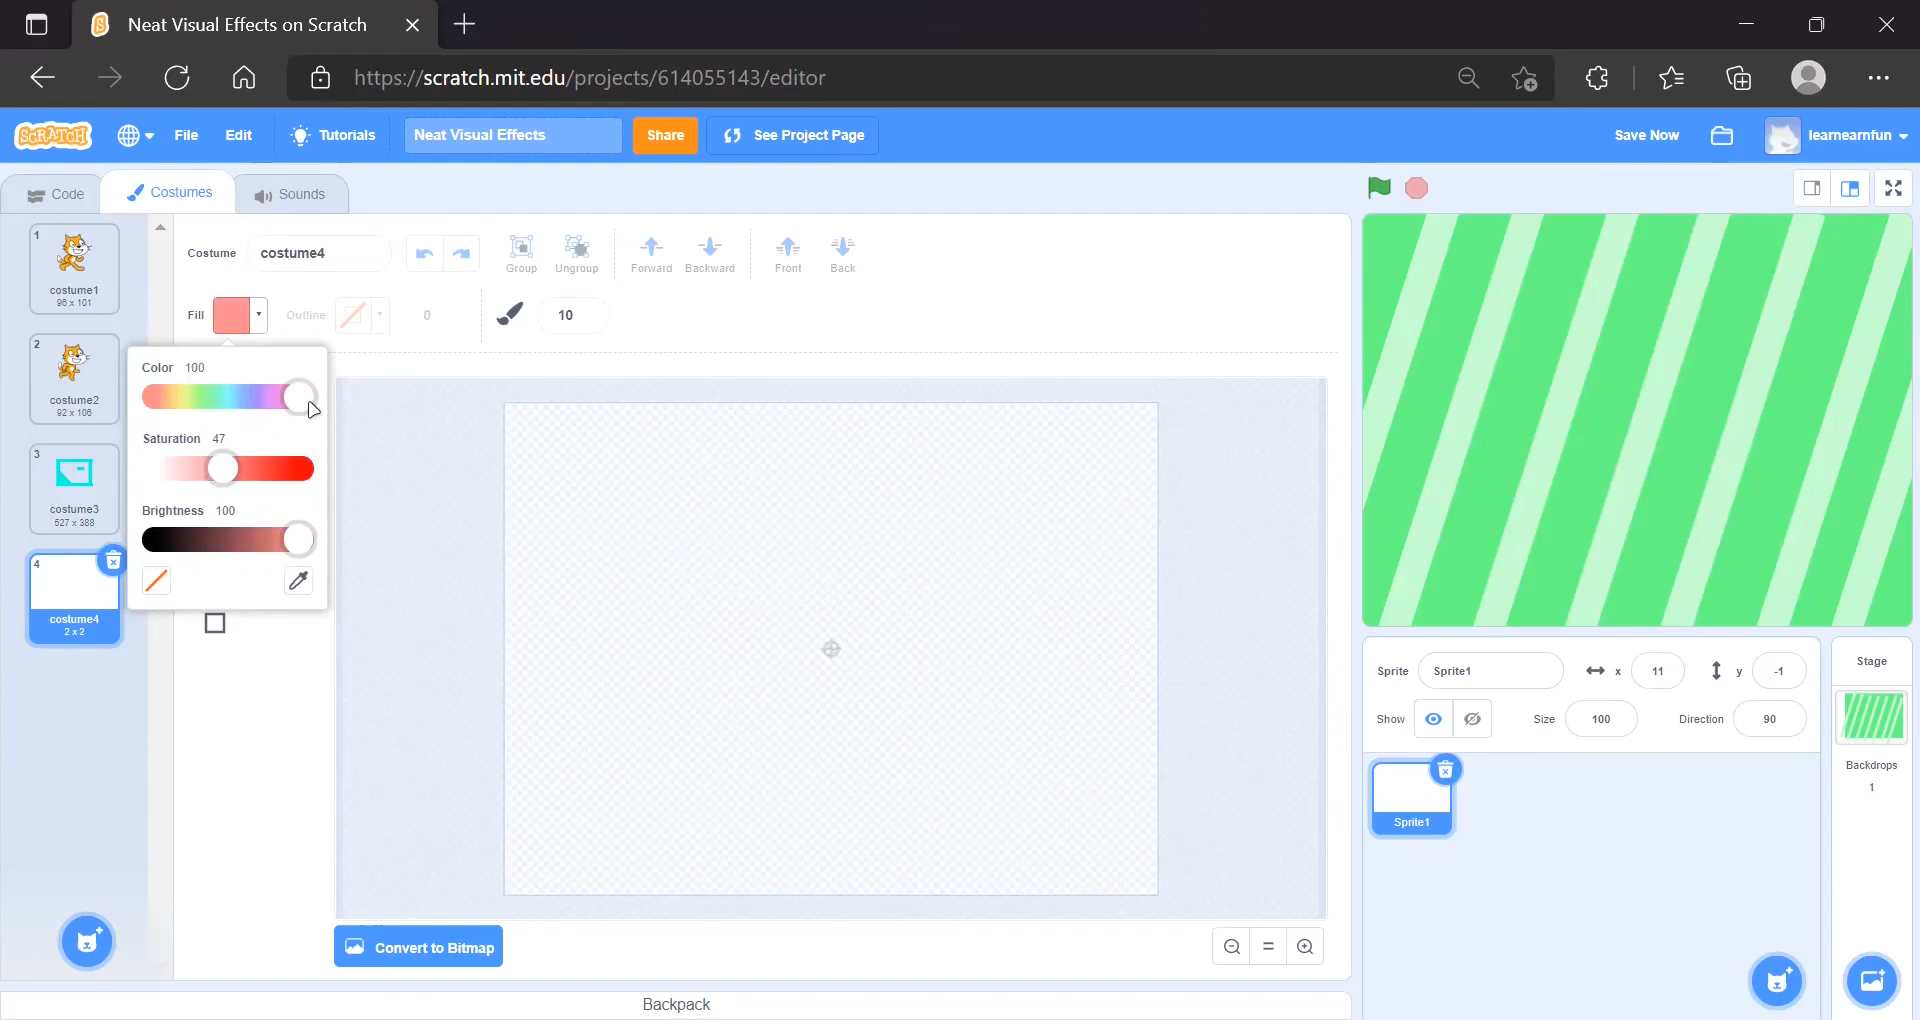 Neat Visual Effects on Scratch
https://scratch.mit.edu/projects/614055143/editor
SCRATCH
File
Edit
Tutorials
Neat Visual Effects
Share
See Project Page
Save Now
learnearnfun
Code
Costumes
Sounds
Costume
costume4
Group
Ungroup
Forward
Backward
Front
Back
Fill
Outline
0
10
1
costume1
96 x 101
2
costume2
92 x 106
3
costume3
527 x 388
4
costume4
2 x 2
Color 100
Saturation 47
Brightness 100
Convert to Bitmap
Backpack
Sprite
Sprite1
x
11
y
-1
Show
Size
100
Direction
90
Sprite1
Stage
Backdrops
1